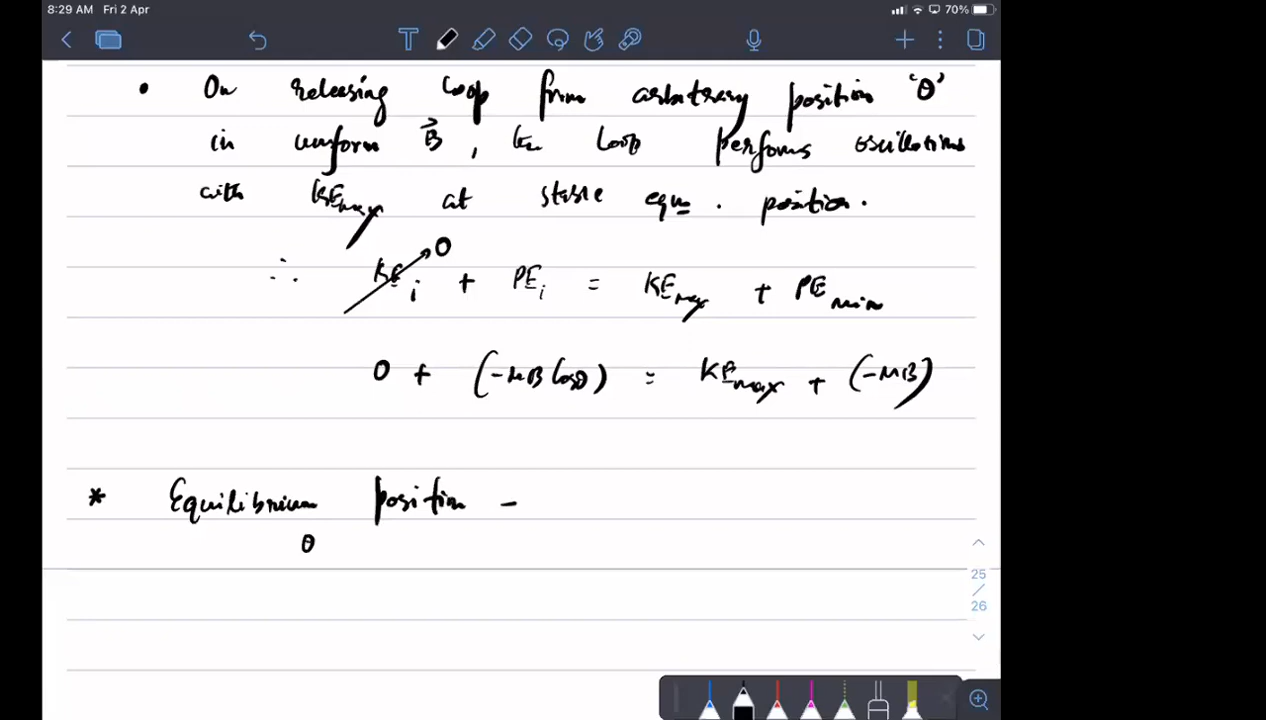 8:29 AM Fri 2 Apr 70%
• On releasing loop from arbitrary position 'θ'
in uniform B⃗, the loop performs oscillations
with KEmax at stable equm. position.
∴ KEi → 0 + PEi = KEmax + PEmin
0 + (-MB cosθ) = KEmax + (-MB)
* Equilibrium position -
θ
25
/
26